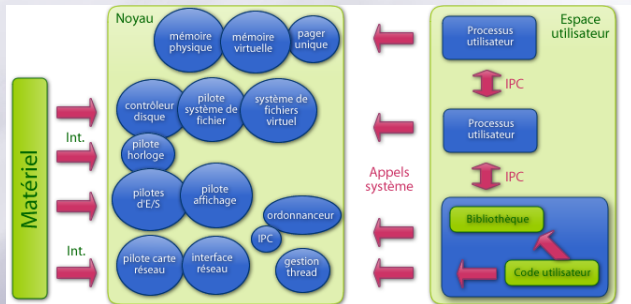 Noyau
mémoire
physique
mémoire
virtuelle
pager
unique
contrôleur
disque
pilote
système de
fichier
système de
fichiers
virtuel
pilote
horloge
pilotes
d'E/S
pilote
affichage
ordonnanceur
IPC
pilote carte
réseau
interface
réseau
gestion
thread
Matériel
Int.
Int.
Appels
système
Espace
utilisateur
Processus
utilisateur
IPC
Processus
utilisateur
IPC
Bibliothèque
Code utilisateur